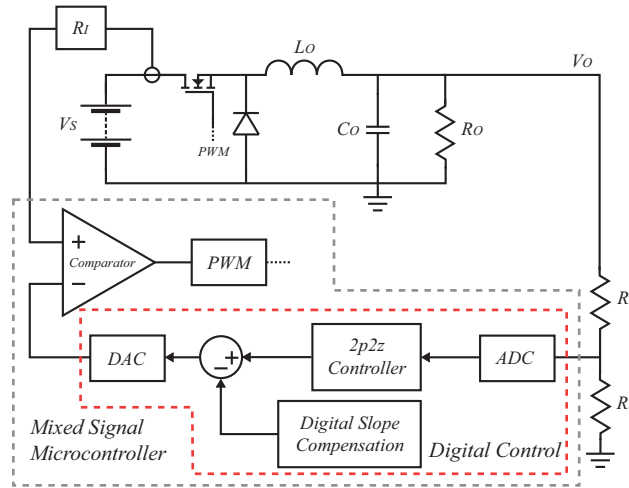 RI
LO
VO
VS
PWM
CO
RO
+
Comparator
−
PWM
R
DAC
+
−
2p2z
Controller
ADC
R
Digital Slope
Compensation
Mixed Signal
Microcontroller
Digital Control